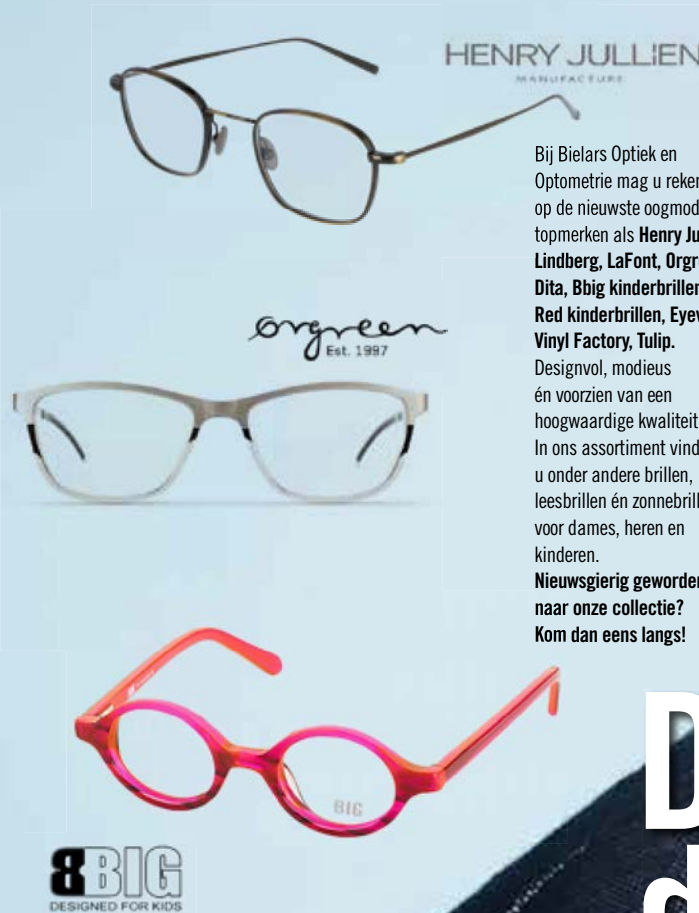 HENRY JULLIEN
MANUFACTURE
Bij Bielars Optiek en
Optometrie mag u reken
op de nieuwste oogmod
topmerken als Henry Ju
Lindberg, LaFont, Orgr
Dita, Bbig kinderbrillen
Red kinderbrillen, Eyev
Vinyl Factory, Tulip.
Designvol, modieus
én voorzien van een
hoogwaardige kwaliteit
In ons assortiment vind
u onder andere brillen,
leesbrillen én zonnebrill
voor dames, heren en
kinderen.
Nieuwsgierig geworden
naar onze collectie?
Kom dan eens langs!
orgreen
Est. 1997
BIG
BBIG
DESIGNED FOR KIDS
D
d